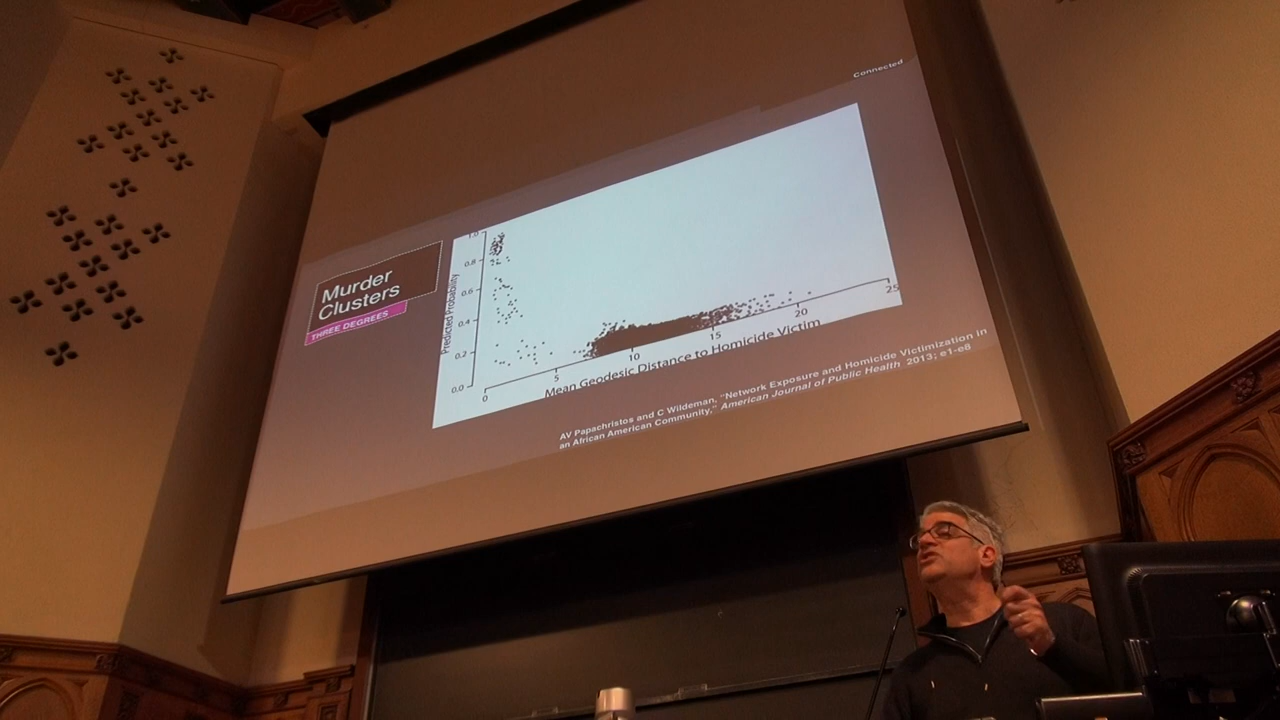 Connected
Murder
Clusters
THREE DEGREES
Predicted Probability
1.0
0.8
0.6
0.4
0.2
0.0
0
5
10
15
20
25
Mean Geodesic Distance to Homicide Victim
AV Papachristos and C Wildeman, "Network Exposure and Homicide Victimization in
an African American Community," American Journal of Public Health 2013; e1-e8